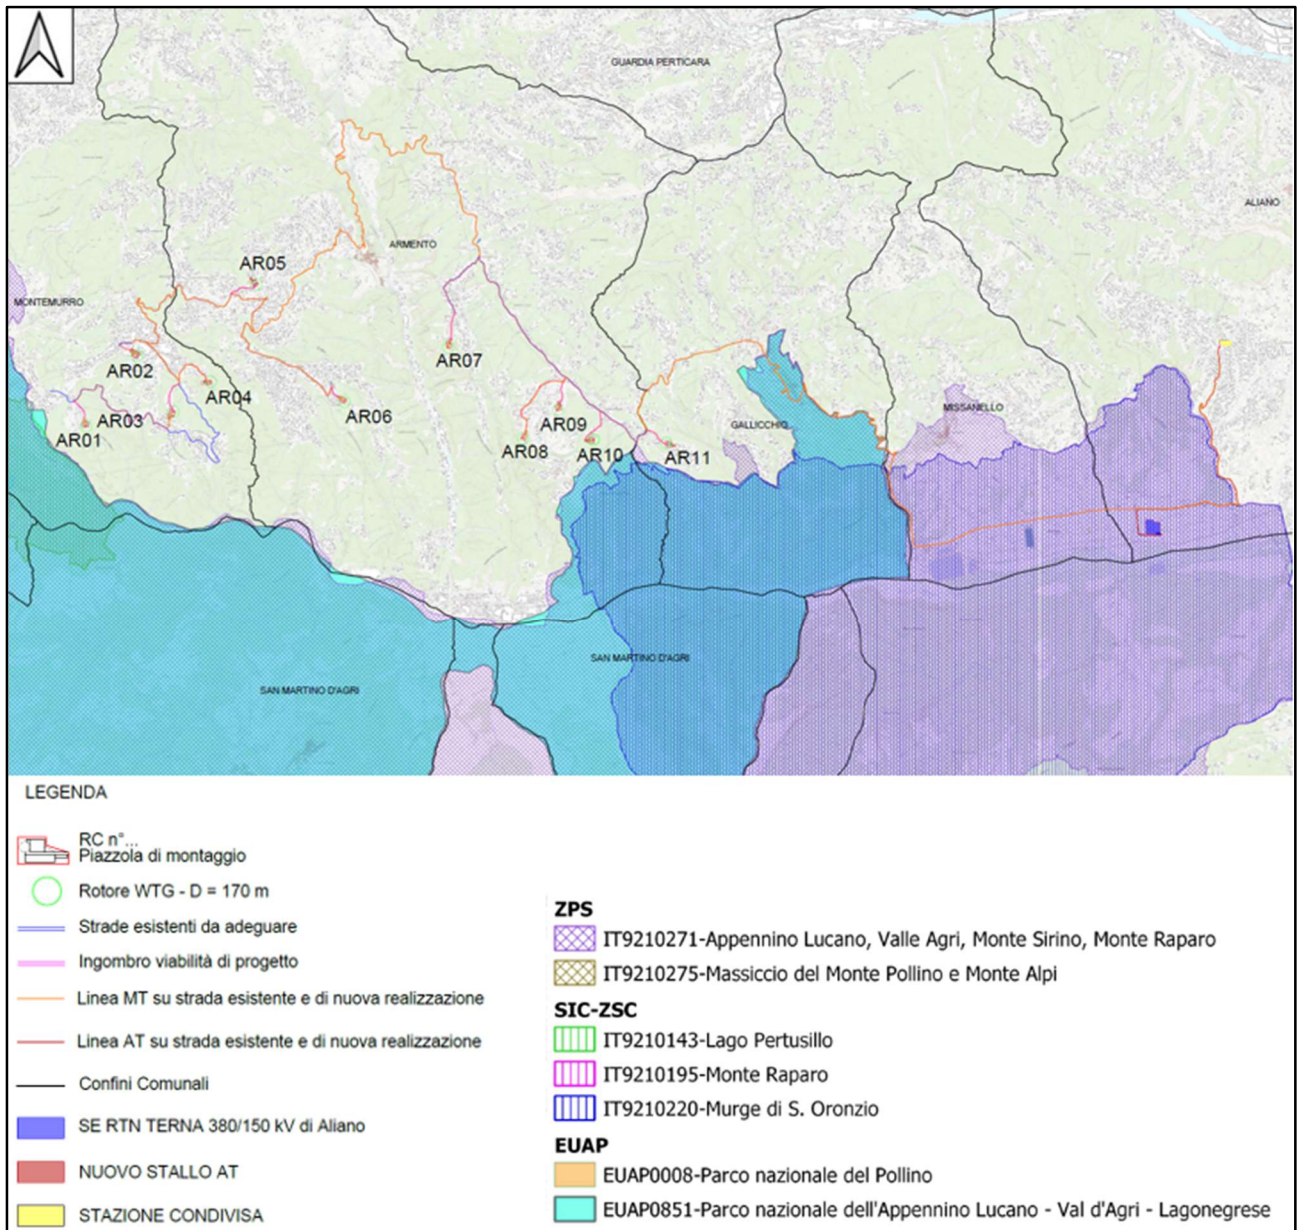 GUARDIA PERTICARA
ALIANO
ARMENTO
AR05
MONTEMURRO
AR07
AR02
AR04
AR06
AR03
AR09
MISSANELLO
AR01
GALLICCHIO
AR08
AR10
AR11
SAN MARTINO D'AGRI
SAN MARTINO D'AGRI
LEGENDA
RC n°...
Piazzola di montaggio
Rotore WTG - D = 170 m
Strade esistenti da adeguare
Ingombro viabilità di progetto
Linea MT su strada esistente e di nuova realizzazione
Linea AT su strada esistente e di nuova realizzazione
Confini Comunali
SE RTN TERNA 380/150 kV di Aliano
NUOVO STALLO AT
STAZIONE CONDIVISA
ZPS
IT9210271-Appennino Lucano, Valle Agri, Monte Sirino, Monte Raparo
IT9210275-Massiccio del Monte Pollino e Monte Alpi
SIC-ZSC
IT9210143-Lago Pertusillo
IT9210195-Monte Raparo
IT9210220-Murge di S. Oronzio
EUAP
EUAP0008-Parco nazionale del Pollino
EUAP0851-Parco nazionale dell'Appennino Lucano - Val d'Agri - Lagonegrese